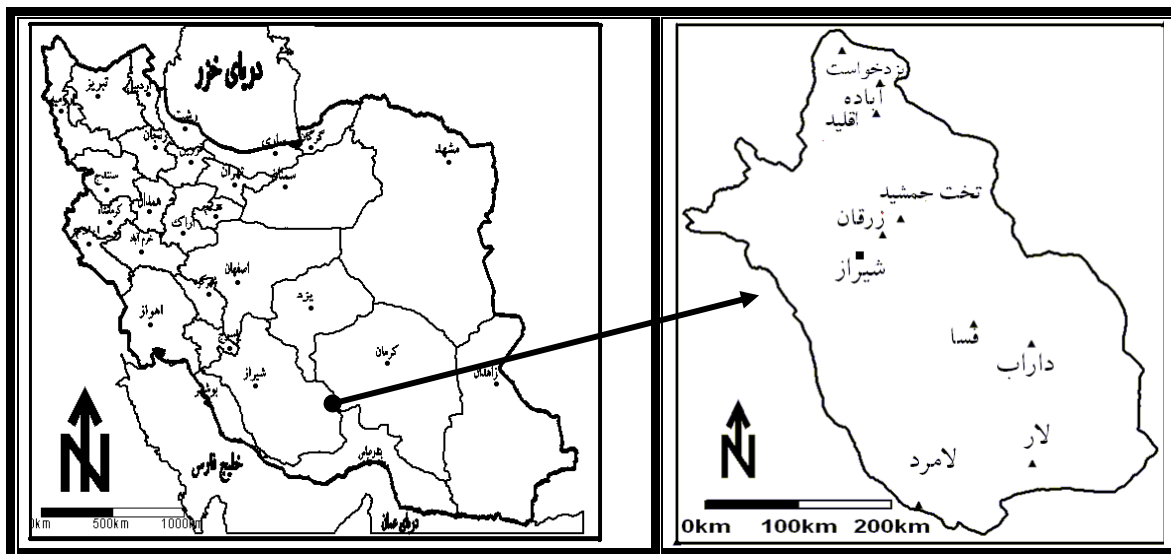 دریای خزر
تبریز
اردبیل
رشت
زنجان
قزوین
ساری
گرگان
مشهد
تهران
سمنان
سنندج
همدان
کرمانشاه
اراک
خرم آباد
اصفهان
یزد
اهواز
شیراز
کرمان
زاهدان
بوشهر
بندرعباس
خلیج فارس
دریای عمان
N
0km
500km
1000km
یزدخواست
آباده
اقلید
تخت جمشید
زرقان
شیراز
فسا
داراب
لار
لامرد
N
0km
100km
200km